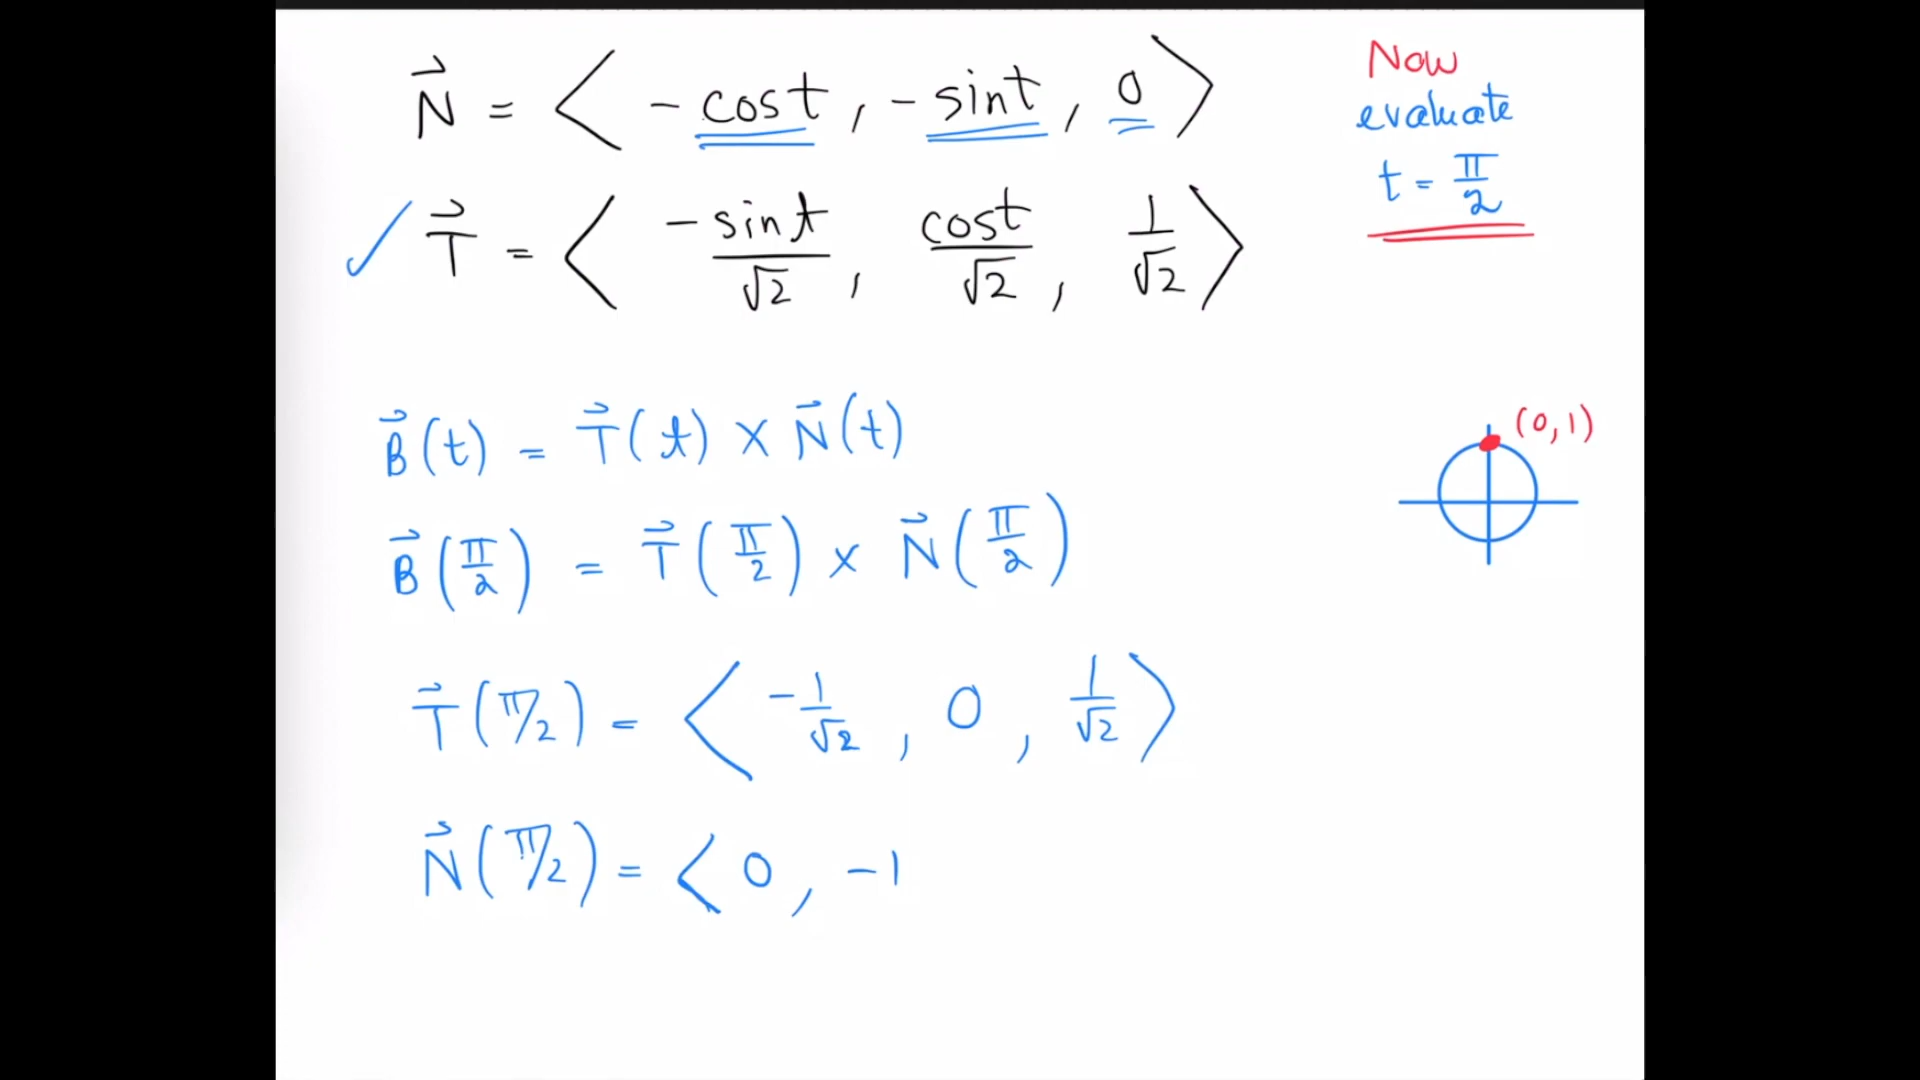 N⃗ = < -cost, -sint, 0 >
Now
evaluate
t = π/2
✓ T⃗ = < -sint/√2, cost/√2, 1/√2 >
B⃗(t) = T⃗(t) × N⃗(t)
(0,1)
B⃗(π/2) = T⃗(π/2) × N⃗(π/2)
T⃗(π/2) = < -1/√2, 0, 1/√2 >
N⃗(π/2) = < 0, -1